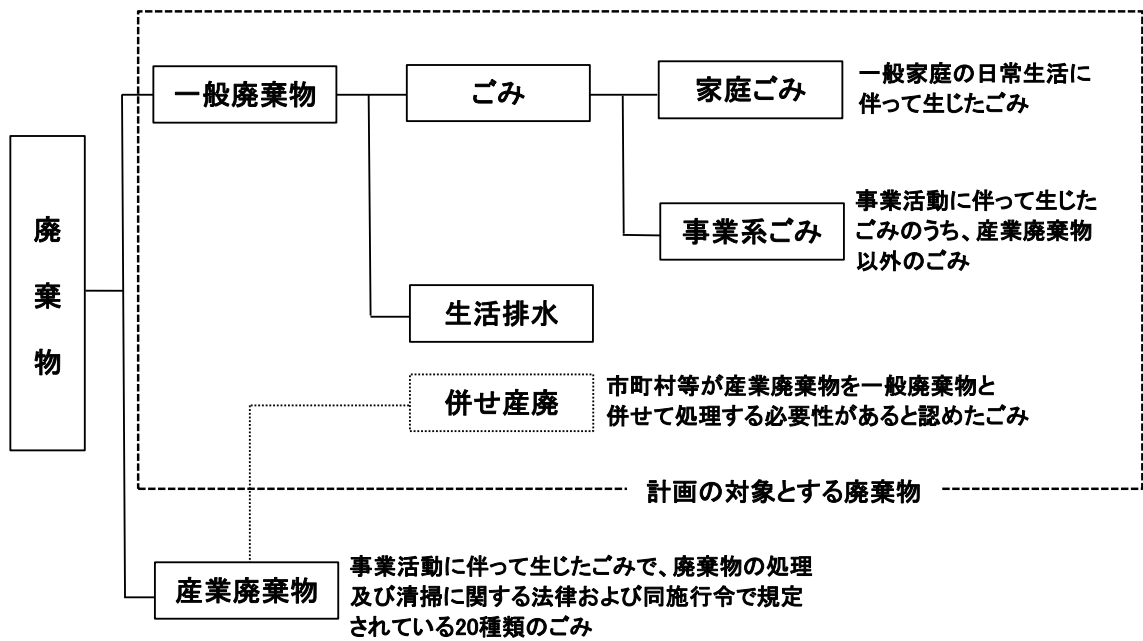 廃棄物
一般廃棄物
ごみ
家庭ごみ
一般家庭の日常生活に
伴って生じたごみ
事業系ごみ
事業活動に伴って生じた
ごみのうち、産業廃棄物
以外のごみ
生活排水
併せ産廃
市町村等が産業廃棄物を一般廃棄物と
併せて処理する必要性があると認めたごみ
計画の対象とする廃棄物
産業廃棄物
事業活動に伴って生じたごみで、廃棄物の処理
及び清掃に関する法律および同施行令で規定
されている20種類のごみ